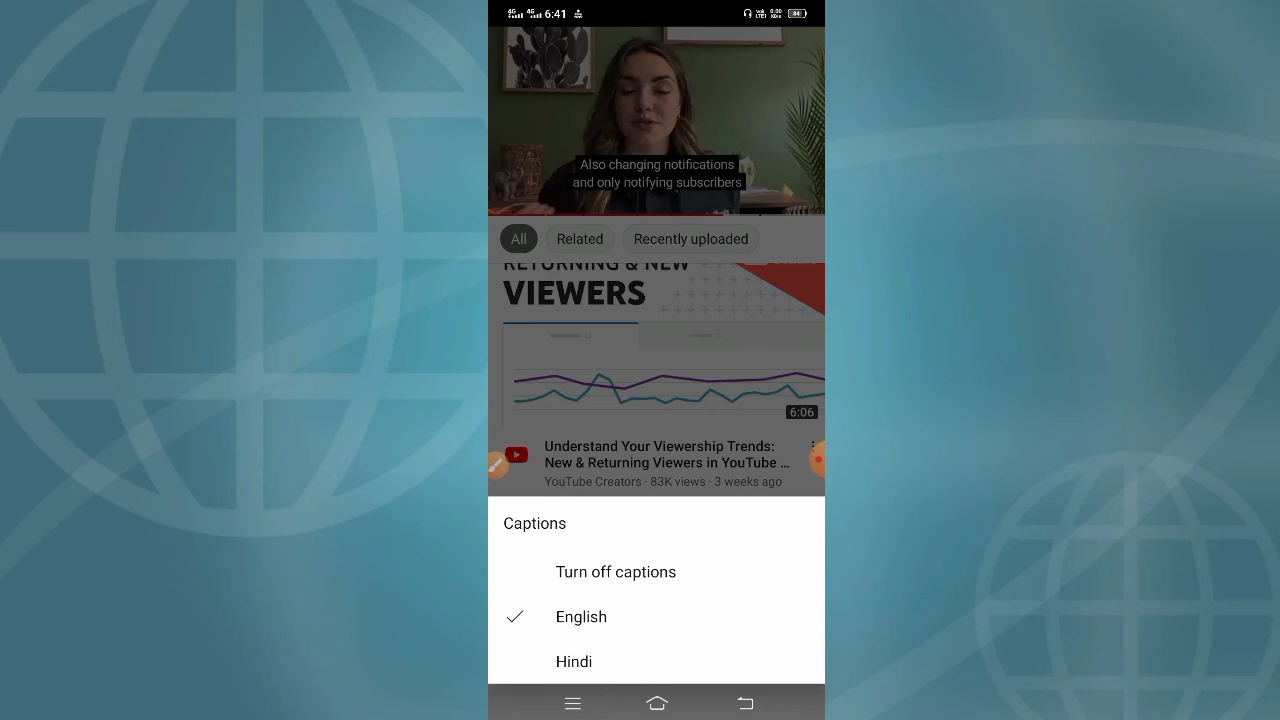 6:41
84
Also changing notifications
and only notifying subscribers
All
Related
Recently uploaded
RETURNING & NEW
VIEWERS
6:06
Understand Your Viewership Trends:
New & Returning Viewers in YouTube ...
YouTube Creators · 83K views · 3 weeks ago
Captions
Turn off captions
English
Hindi